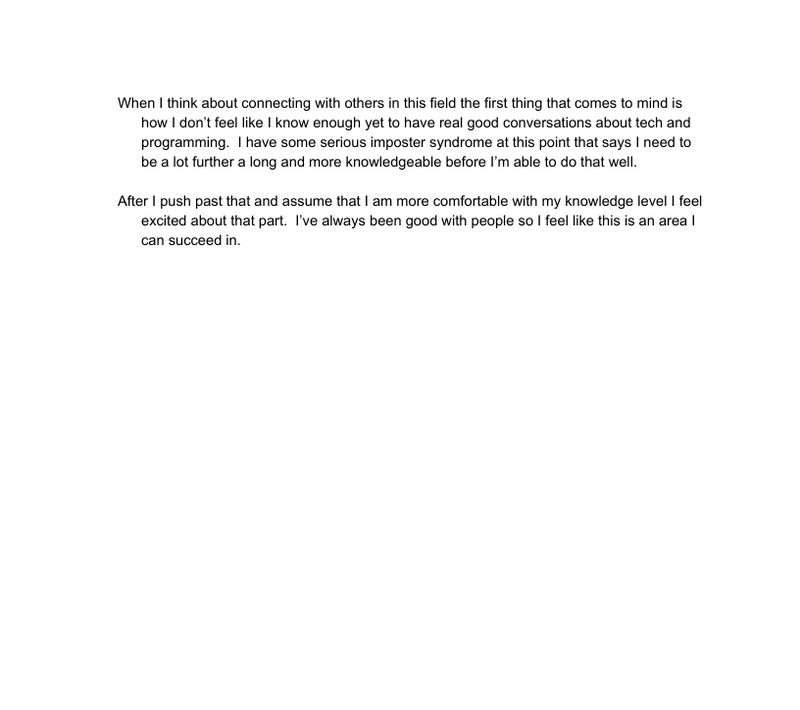 When I think about connecting with others in this field the first thing that comes to mind is
how I don’t feel like I know enough yet to have real good conversations about tech and
programming.  I have some serious imposter syndrome at this point that says I need to
be a lot further a long and more knowledgeable before I’m able to do that well.
After I push past that and assume that I am more comfortable with my knowledge level I feel
excited about that part.  I’ve always been good with people so I feel like this is an area I
can succeed in.